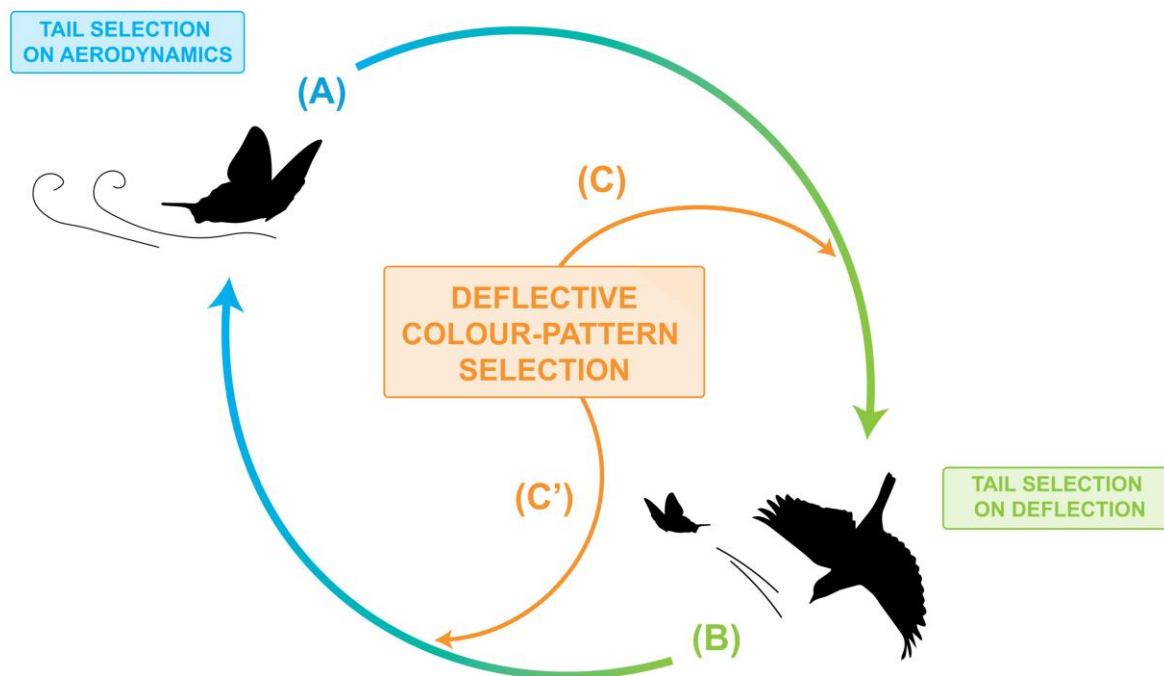 TAIL SELECTION
ON AERODYNAMICS
(A)
(C)
DEFLECTIVE
COLOUR-PATTERN
SELECTION
(C’)
TAIL SELECTION
ON DEFLECTION
(B)